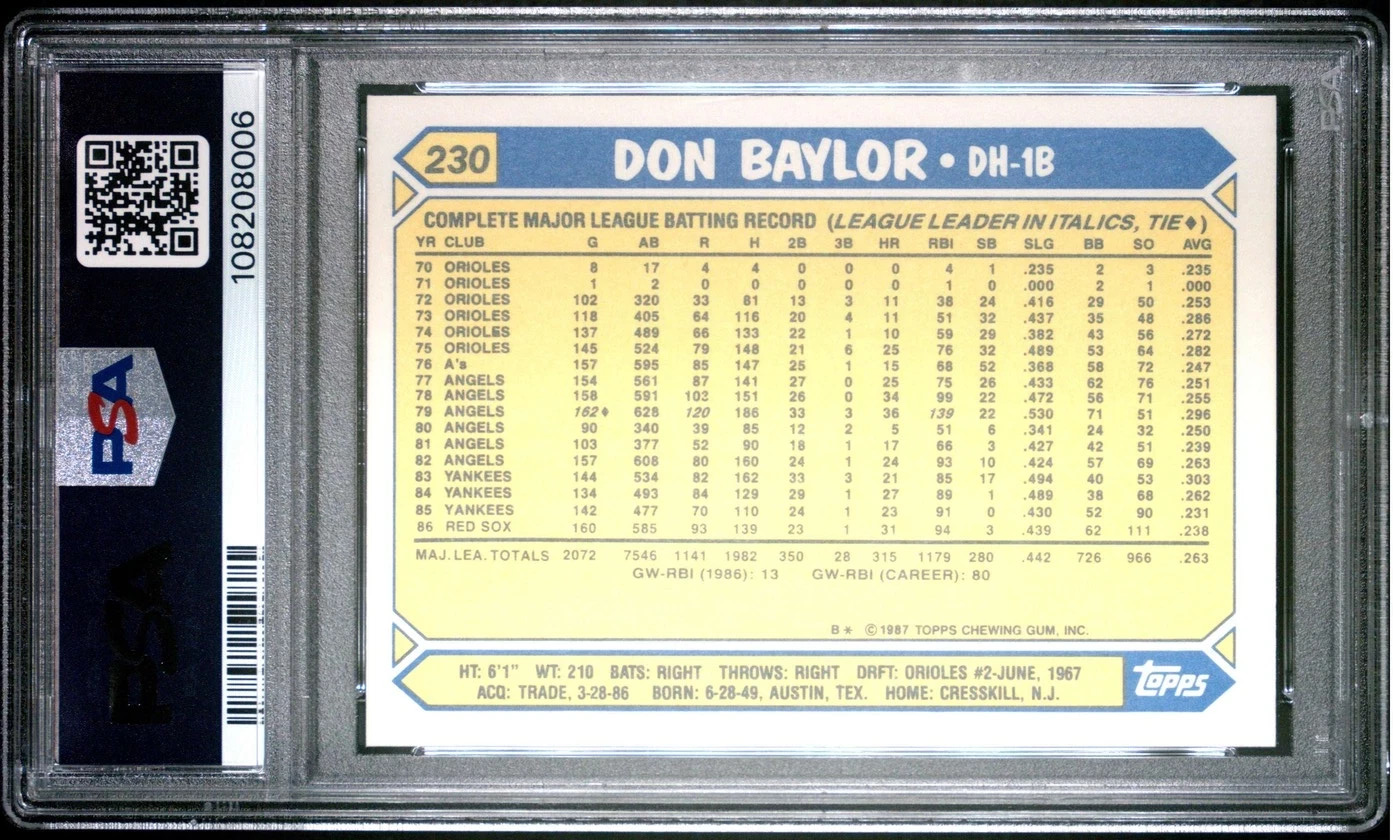 PSA
108208006
PSA
PSA
230 DON BAYLOR • DH-1B
COMPLETE MAJOR LEAGUE BATTING RECORD (LEAGUE LEADER IN ITALICS, TIE♦)
YR CLUB G AB R H 2B 3B HR RBI SB SLG BB SO AVG
70 ORIOLES 8 17 4 4 0 0 0 4 1 .235 2 3 .235
71 ORIOLES 1 2 0 0 0 0 0 1 0 .000 2 1 .000
72 ORIOLES 102 320 33 81 13 3 11 38 24 .416 29 50 .253
73 ORIOLES 118 405 64 116 20 4 11 51 32 .437 35 48 .286
74 ORIOLES 137 489 66 133 22 1 10 59 29 .382 43 56 .272
75 ORIOLES 145 524 79 148 21 6 25 76 32 .489 53 64 .282
76 A's 157 595 85 147 25 1 15 68 52 .368 58 72 .247
77 ANGELS 154 561 87 141 27 0 25 75 26 .433 62 76 .251
78 ANGELS 158 591 103 151 26 0 34 99 22 .472 56 71 .255
79 ANGELS 162♦ 628 120 186 33 3 36 139 22 .530 71 51 .296
80 ANGELS 90 340 39 85 12 2 5 51 6 .341 24 32 .250
81 ANGELS 103 377 52 90 18 1 17 66 3 .427 42 51 .239
82 ANGELS 157 608 80 160 24 1 24 93 10 .424 57 69 .263
83 YANKEES 144 534 82 162 33 3 21 85 17 .494 40 53 .303
84 YANKEES 134 493 84 129 29 1 27 89 1 .489 38 68 .262
85 YANKEES 142 477 70 110 24 1 23 91 0 .430 52 90 .231
86 RED SOX 160 585 93 139 23 1 31 94 3 .439 62 111 .238
MAJ. LEA. TOTALS 2072 7546 1141 1982 350 28 315 1179 280 .442 726 966 .263
GW-RBI (1986): 13 GW-RBI (CAREER): 80
B* ©1987 TOPPS CHEWING GUM, INC.
HT: 6'1" WT: 210 BATS: RIGHT THROWS: RIGHT DRFT: ORIOLES #2-JUNE, 1967
ACQ: TRADE, 3-28-86 BORN: 6-28-49, AUSTIN, TEX. HOME: CRESSKILL, N.J.
topps